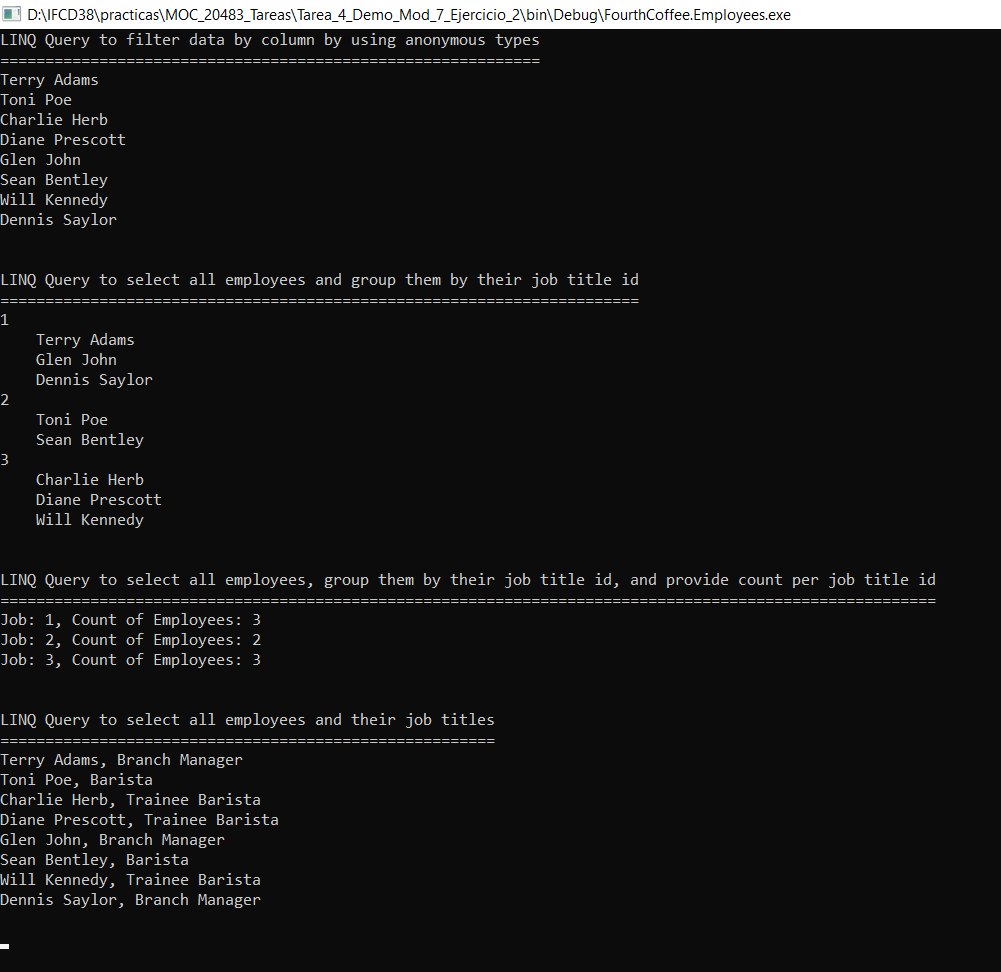 D:\IFCD38\practicas\MOC_20483_Tareas\Tarea_4_Demo_Mod_7_Ejercicio_2\bin\Debug\FourthCoffee.Employees.exe
LINQ Query to filter data by column by using anonymous types
============================================================
Terry Adams
Toni Poe
Charlie Herb
Diane Prescott
Glen John
Sean Bentley
Will Kennedy
Dennis Saylor
LINQ Query to select all employees and group them by their job title id
=======================================================================
1
    Terry Adams
    Glen John
    Dennis Saylor
2
    Toni Poe
    Sean Bentley
3
    Charlie Herb
    Diane Prescott
    Will Kennedy
LINQ Query to select all employees, group them by their job title id, and provide count per job title id
========================================================================================================
Job: 1, Count of Employees: 3
Job: 2, Count of Employees: 2
Job: 3, Count of Employees: 3
LINQ Query to select all employees and their job titles
=======================================================
Terry Adams, Branch Manager
Toni Poe, Barista
Charlie Herb, Trainee Barista
Diane Prescott, Trainee Barista
Glen John, Branch Manager
Sean Bentley, Barista
Will Kennedy, Trainee Barista
Dennis Saylor, Branch Manager